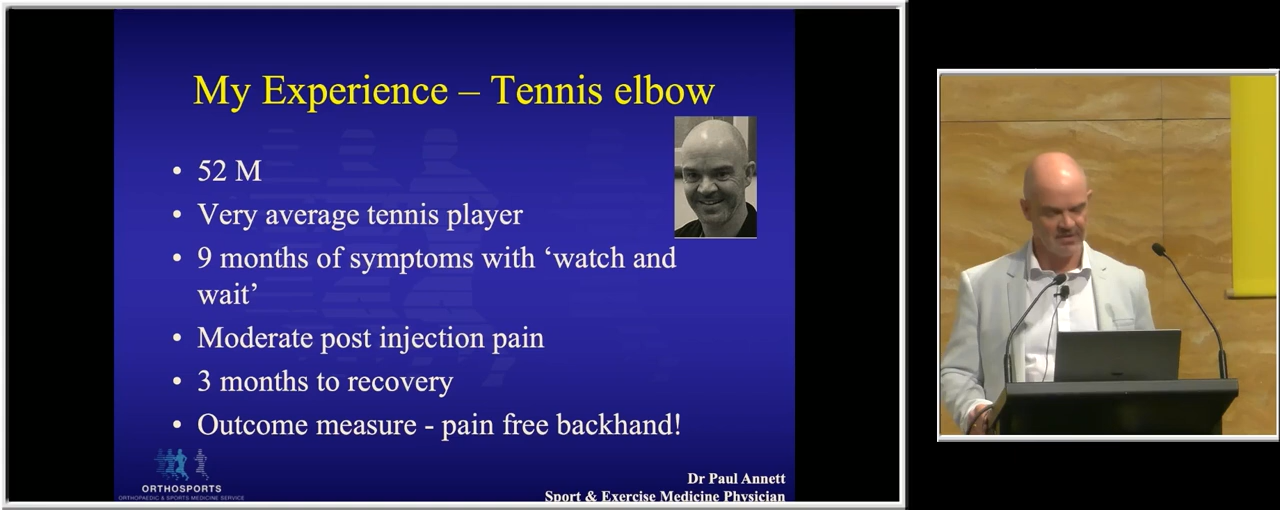 My Experience – Tennis elbow
• 52 M
• Very average tennis player
• 9 months of symptoms with ‘watch and
wait’
• Moderate post injection pain
• 3 months to recovery
• Outcome measure - pain free backhand!
ORTHOSPORTS
ORTHOPAEDIC & SPORTS MEDICINE SERVICE
Dr Paul Annett
Sport & Exercise Medicine Physician